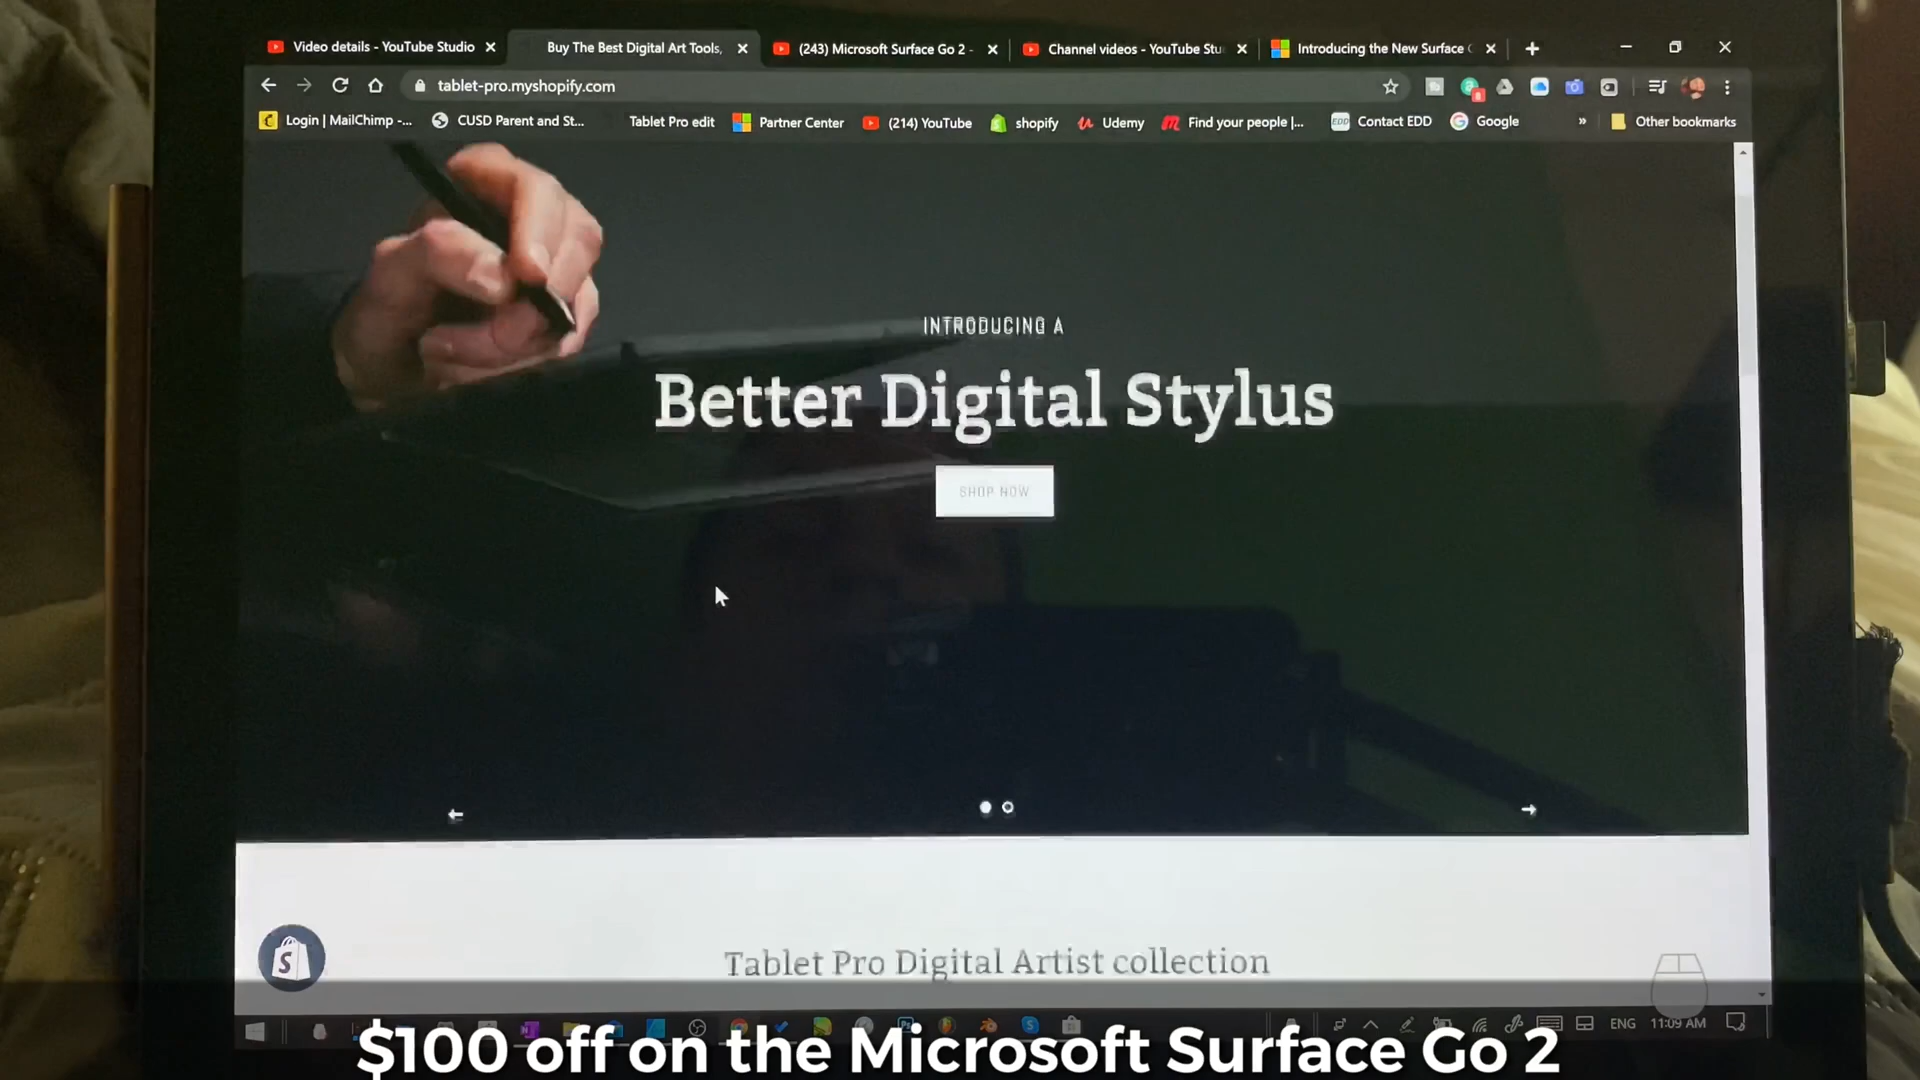 Video details - YouTube Studio
Buy The Best Digital Art Tools,
(243) Microsoft Surface Go 2 -
Channel videos - YouTube Stu
Introducing the New Surface
tablet-pro.myshopify.com
Login | MailChimp -...
CUSD Parent and St...
Tablet Pro edit
Partner Center
(214) YouTube
shopify
Udemy
Find your people |...
EDD
Contact EDD
Google
»
Other bookmarks
INTRODUCING A
Better Digital Stylus
SHOP NOW
Tablet Pro Digital Artist collection
ENG
11:09 AM
$100 off on the Microsoft Surface Go 2